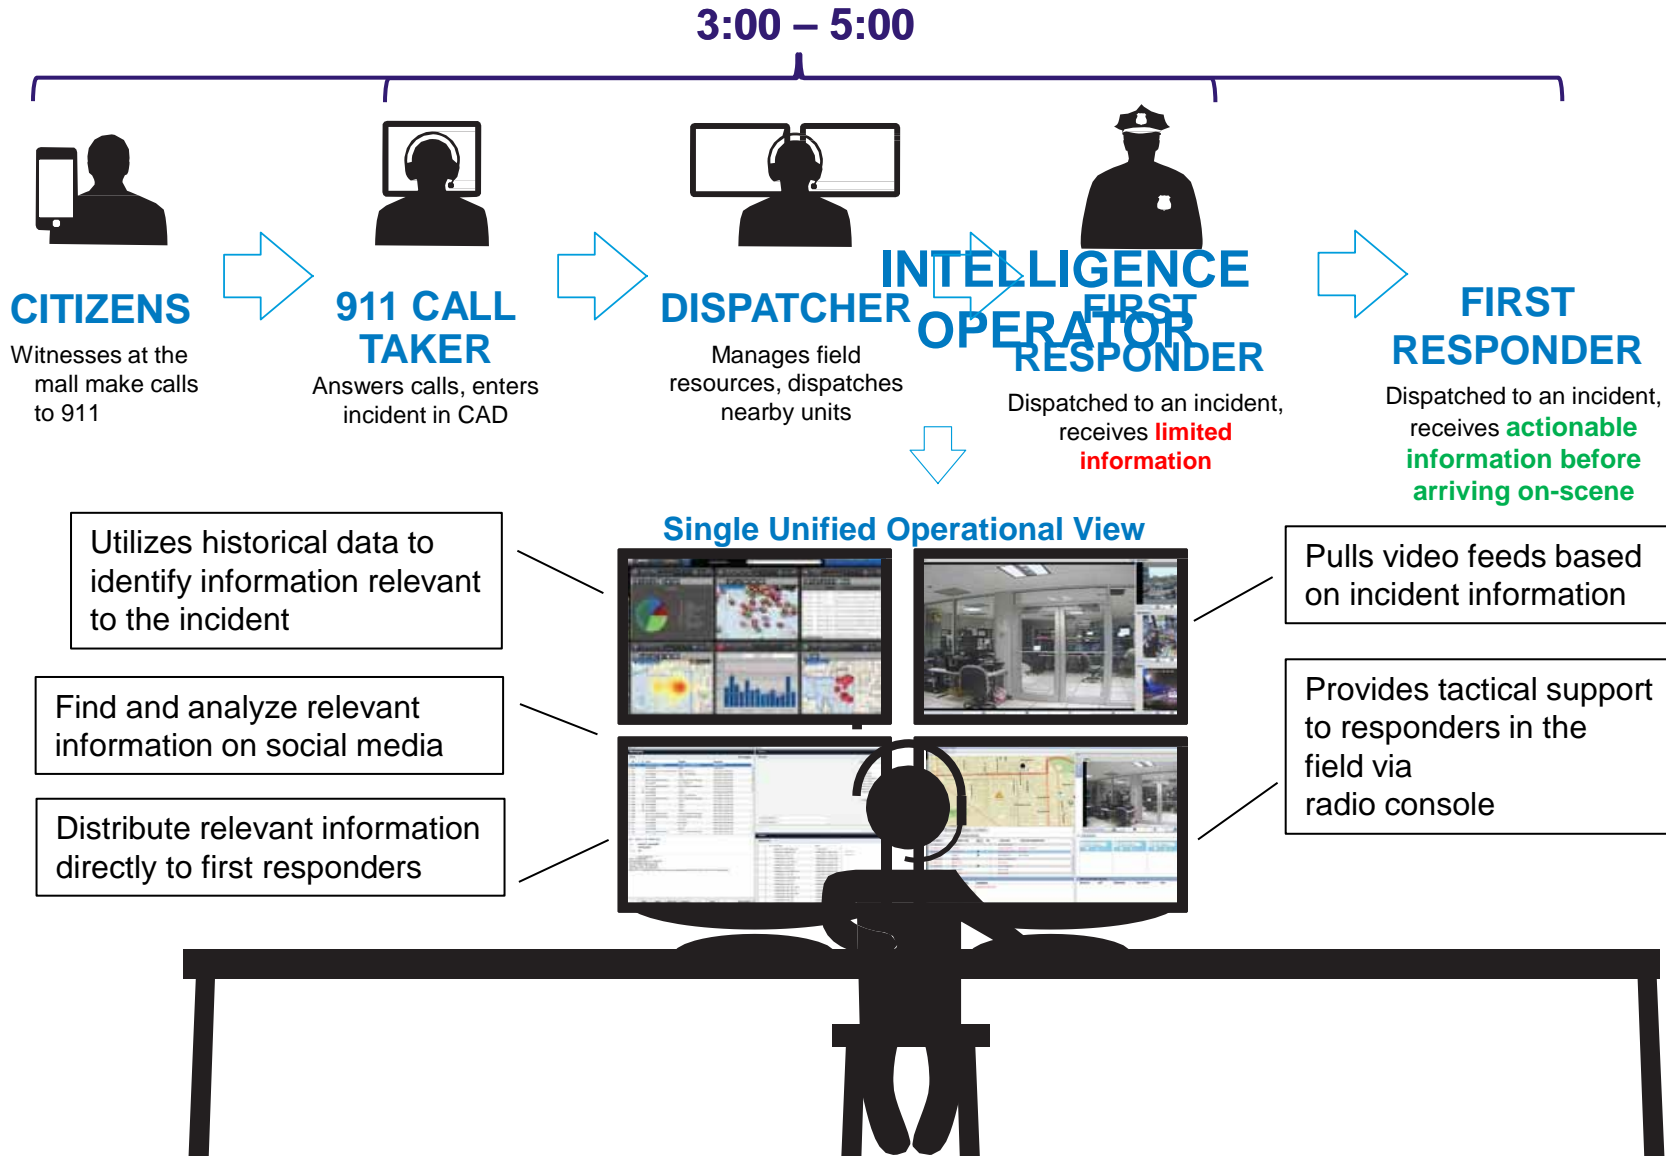 3:00 – 5:00
CITIZENS
Witnesses at the
mall make calls
to 911
911 CALL
TAKER
Answers calls, enters
incident in CAD
DISPATCHER
Manages field
resources, dispatches
nearby units
INTELLIGENCE
OPERATOR
FIRST
RESPONDER
Dispatched to an incident,
receives limited
information
FIRST
RESPONDER
Dispatched to an incident,
receives actionable
information before
arriving on-scene
Single Unified Operational View
Utilizes historical data to
identify information relevant
to the incident
Find and analyze relevant
information on social media
Distribute relevant information
directly to first responders
Pulls video feeds based
on incident information
Provides tactical support
to responders in the
field via
radio console